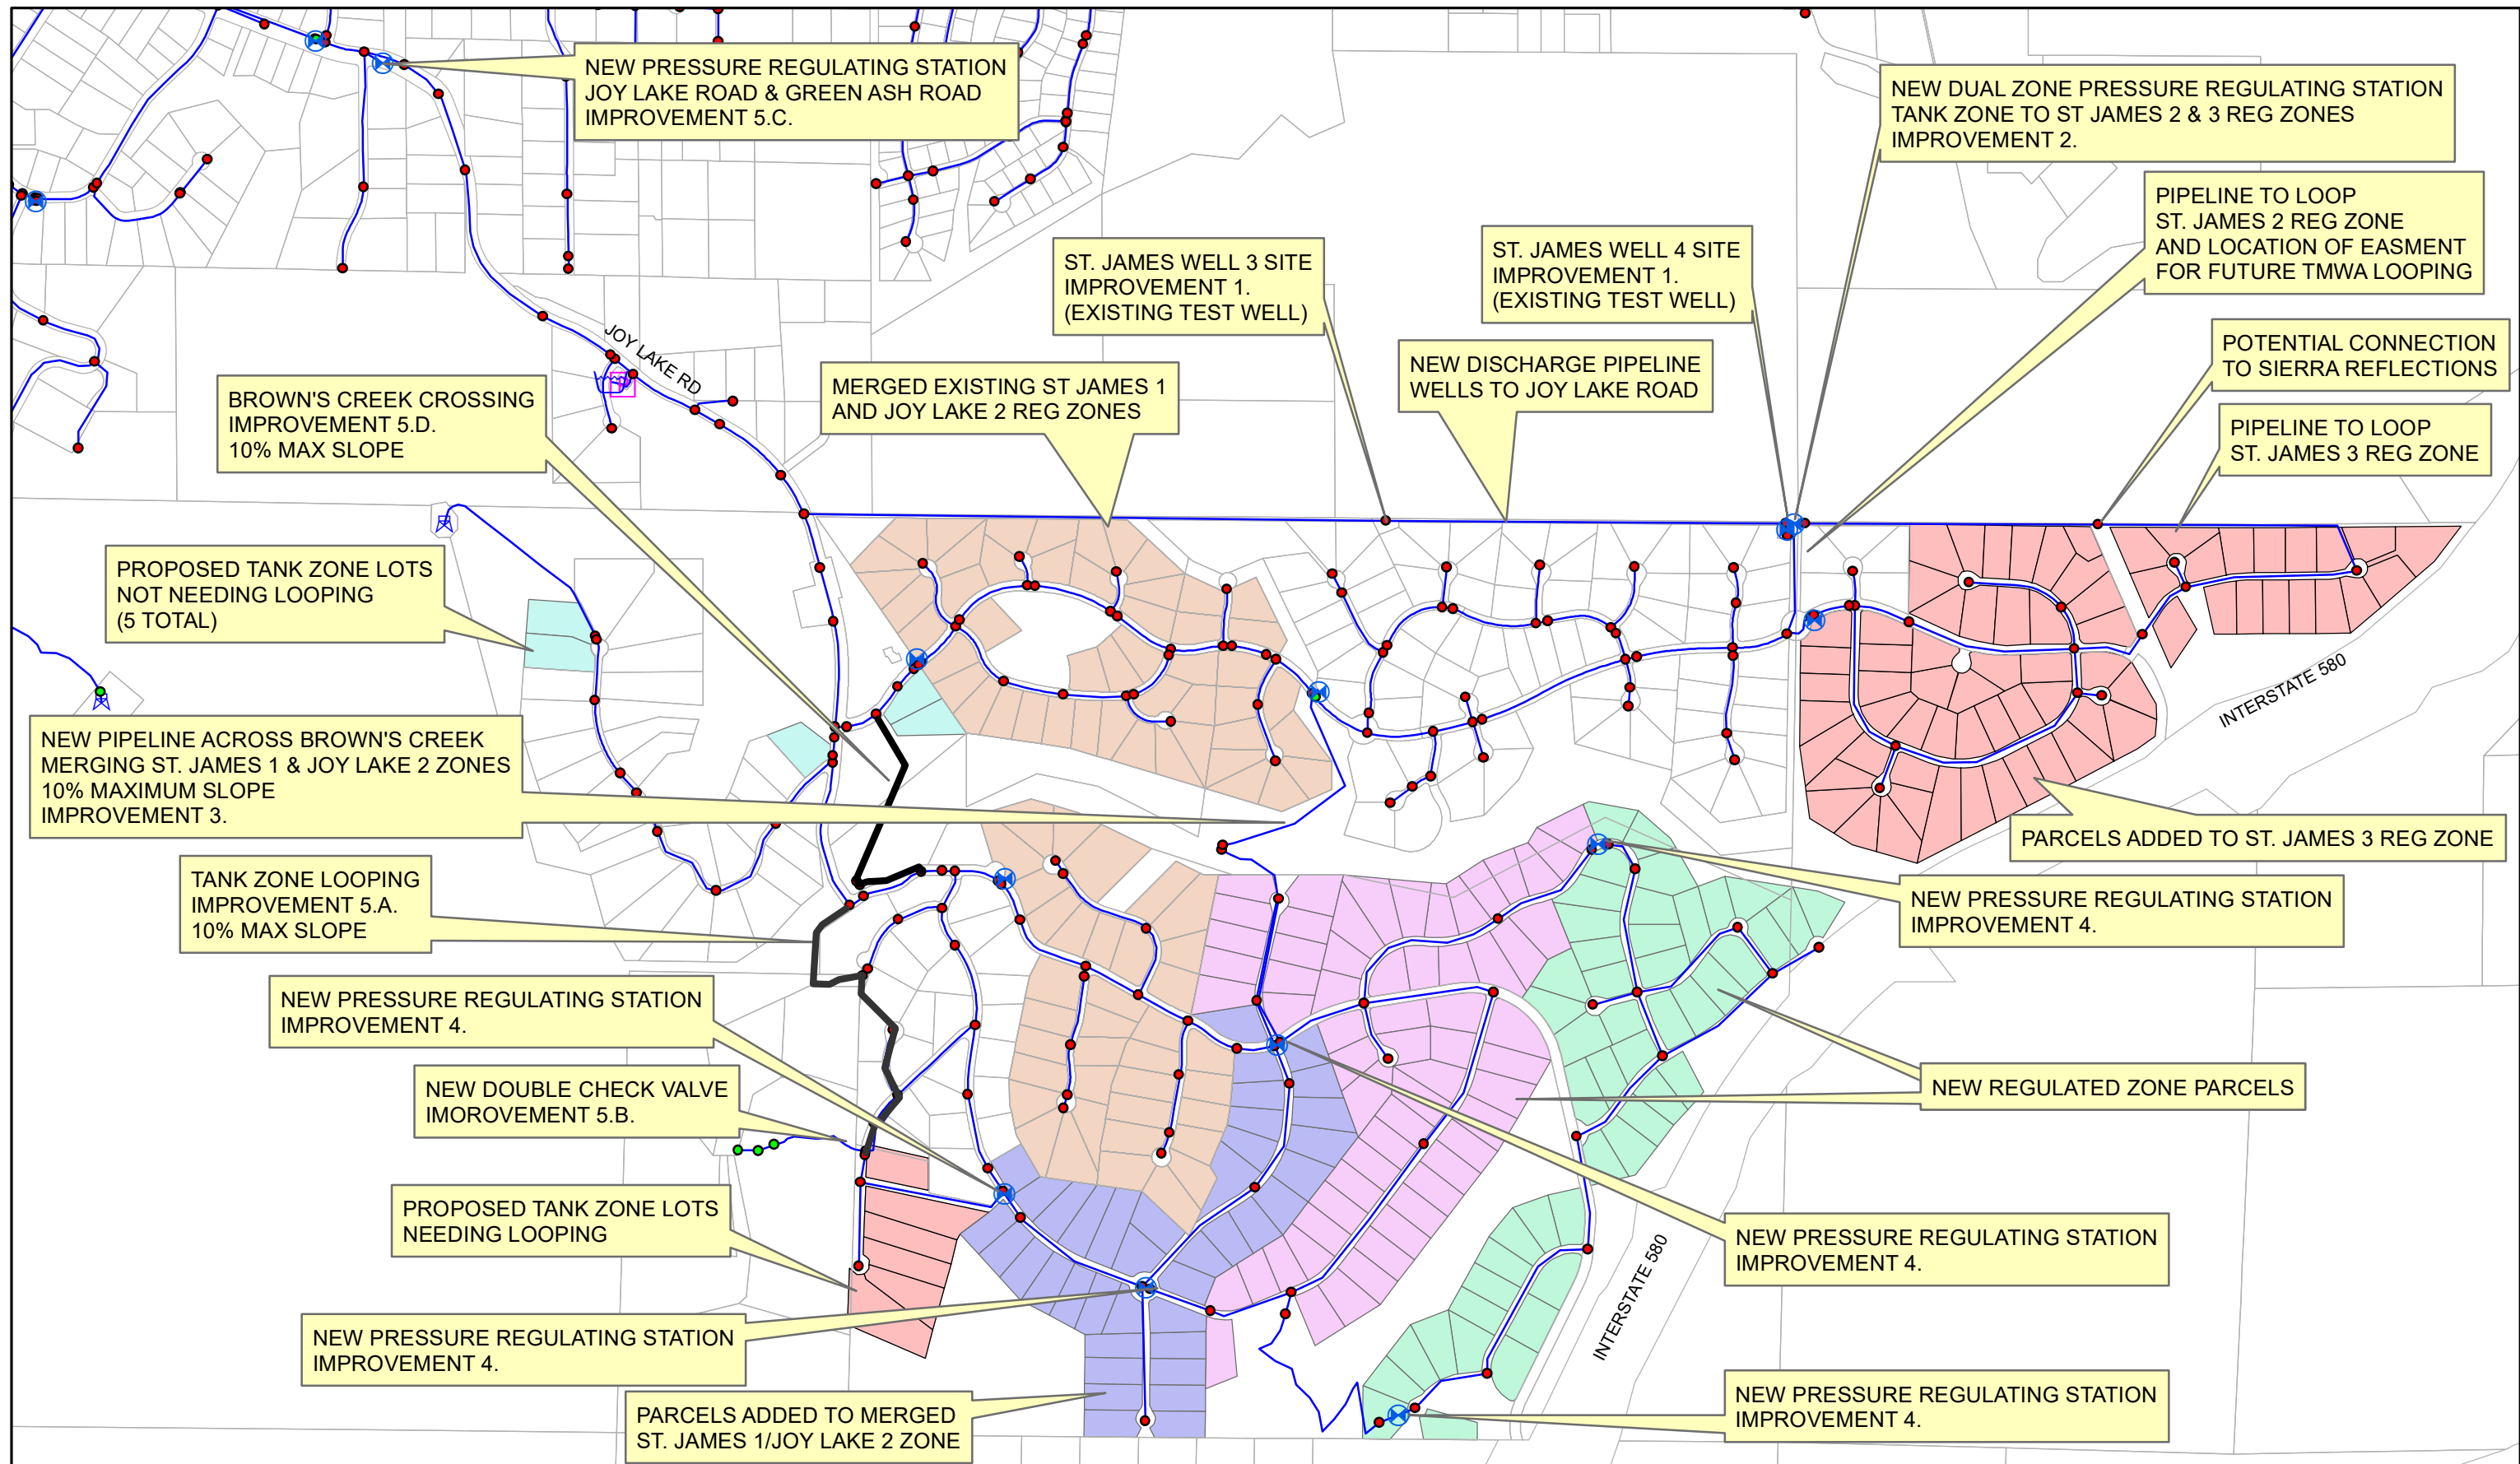 NEW PRESSURE REGULATING STATION
JOY LAKE ROAD & GREEN ASH ROAD
IMPROVEMENT 5.C.
NEW DUAL ZONE PRESSURE REGULATING STATION
TANK ZONE TO ST JAMES 2 & 3 REG ZONES
IMPROVEMENT 2.
PIPELINE TO LOOP
ST. JAMES 2 REG ZONE
AND LOCATION OF EASMENT
FOR FUTURE TMWA LOOPING
ST. JAMES WELL 3 SITE
IMPROVEMENT 1.
(EXISTING TEST WELL)
ST. JAMES WELL 4 SITE
IMPROVEMENT 1.
(EXISTING TEST WELL)
POTENTIAL CONNECTION
TO SIERRA REFLECTIONS
JOY LAKE RD
NEW DISCHARGE PIPELINE
WELLS TO JOY LAKE ROAD
MERGED EXISTING ST JAMES 1
AND JOY LAKE 2 REG ZONES
BROWN'S CREEK CROSSING
IMPROVEMENT 5.D.
10% MAX SLOPE
PIPELINE TO LOOP
ST. JAMES 3 REG ZONE
PROPOSED TANK ZONE LOTS
NOT NEEDING LOOPING
(5 TOTAL)
INTERSTATE 580
NEW PIPELINE ACROSS BROWN'S CREEK
MERGING ST. JAMES 1 & JOY LAKE 2 ZONES
10% MAXIMUM SLOPE
IMPROVEMENT 3.
PARCELS ADDED TO ST. JAMES 3 REG ZONE
TANK ZONE LOOPING
IMPROVEMENT 5.A.
10% MAX SLOPE
NEW PRESSURE REGULATING STATION
IMPROVEMENT 4.
NEW PRESSURE REGULATING STATION
IMPROVEMENT 4.
NEW DOUBLE CHECK VALVE
IMOROVEMENT 5.B.
NEW REGULATED ZONE PARCELS
PROPOSED TANK ZONE LOTS
NEEDING LOOPING
NEW PRESSURE REGULATING STATION
IMPROVEMENT 4.
INTERSTATE 580
NEW PRESSURE REGULATING STATION
IMPROVEMENT 4.
PARCELS ADDED TO MERGED
ST. JAMES 1/JOY LAKE 2 ZONE
NEW PRESSURE REGULATING STATION
IMPROVEMENT 4.